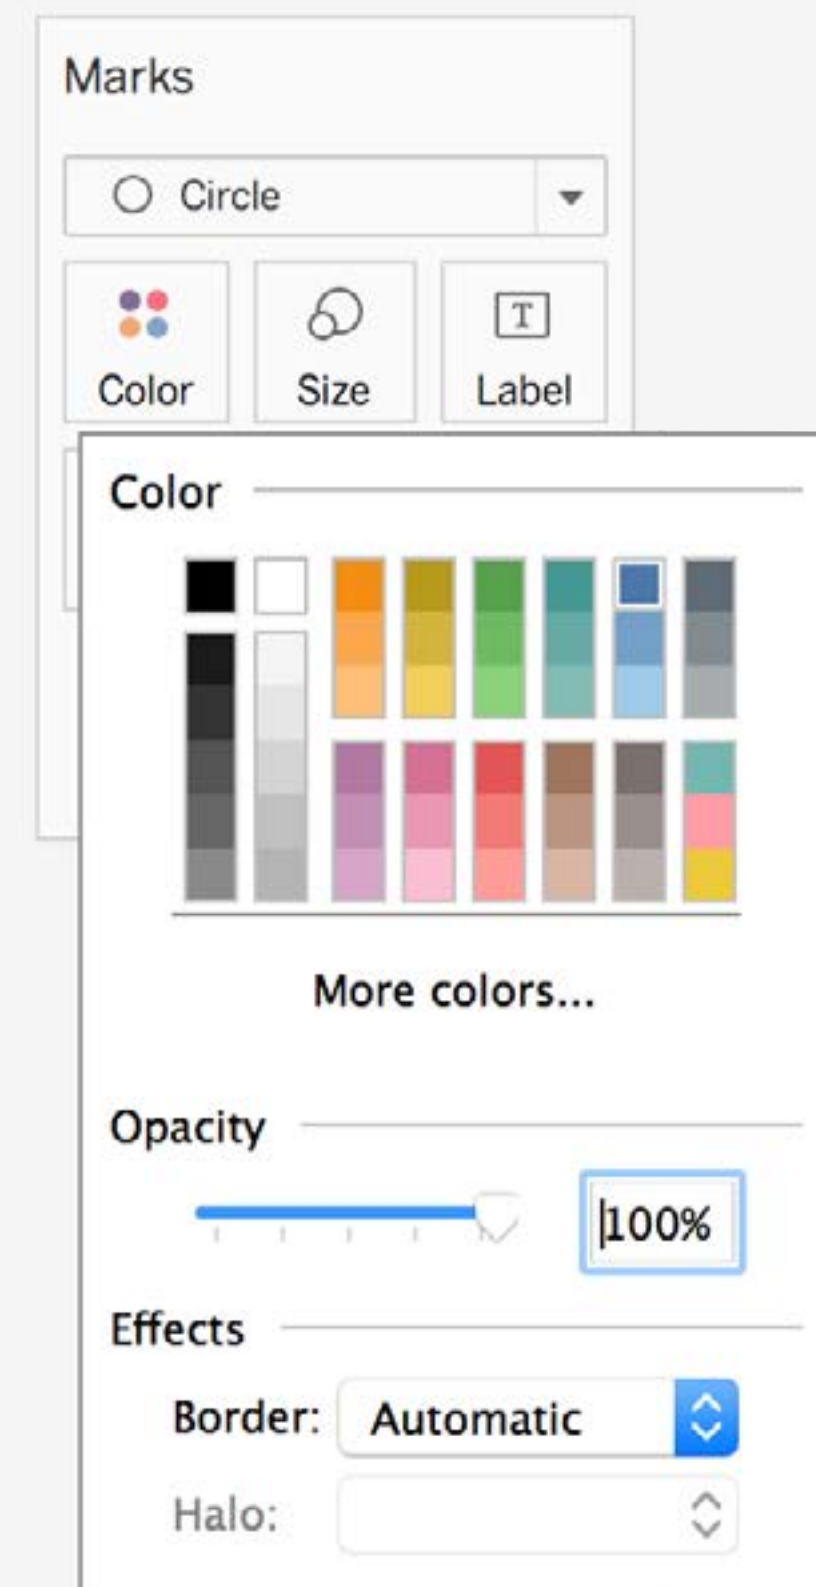 Marks
Circle
Color Size Label
Color
More colors...
Opacity
100%
Effects
Border: Automatic
Halo: